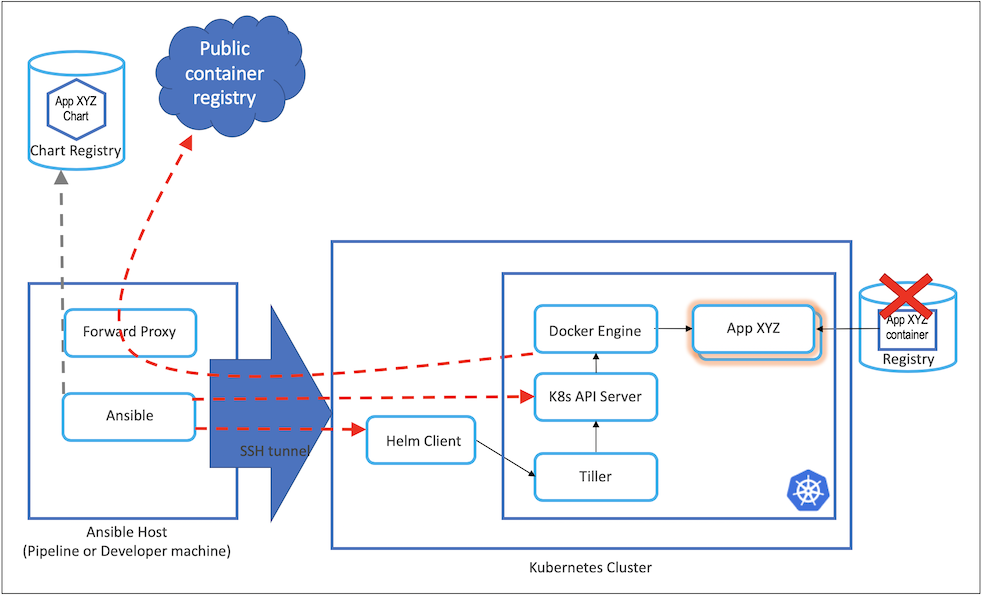 Public
container
registry
App XYZ
Chart
Chart Registry
Forward Proxy
Ansible
SSH tunnel
Ansible Host
(Pipeline or Developer machine)
Docker Engine
App XYZ
K8s API Server
Helm Client
Tiller
App XYZ
container
Registry
Kubernetes Cluster